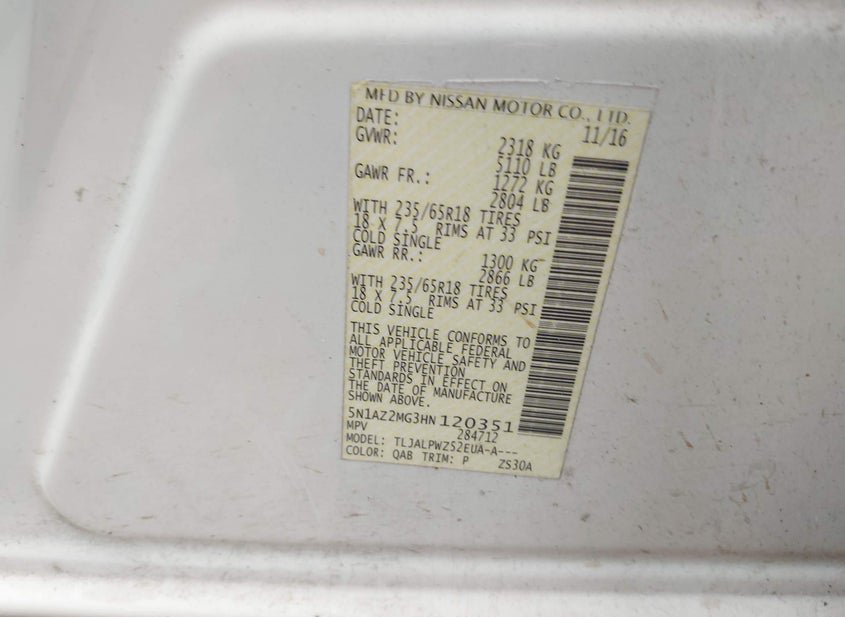 MFD BY NISSAN MOTOR CO., LTD.
DATE: 11/16
GVWR: 2318 KG
5110 LB
GAWR FR.: 1272 KG
2804 LB
WITH 235/65R18 TIRES
18 X 7.5 RIMS AT 33 PSI
COLD SINGLE
GAWR RR.: 1300 KG
2866 LB
WITH 235/65R18 TIRES
18 X 7.5 RIMS AT 33 PSI
COLD SINGLE
THIS VEHICLE CONFORMS TO
ALL APPLICABLE FEDERAL
MOTOR VEHICLE SAFETY AND
THEFT PREVENTION
STANDARDS IN EFFECT ON
THE DATE OF MANUFACTURE
SHOWN ABOVE.
5N1AZ2MG3HN120351
MPV 284712
MODEL: TLJALPWZ52EUA-A---
COLOR: QAB TRIM: P ZS30A